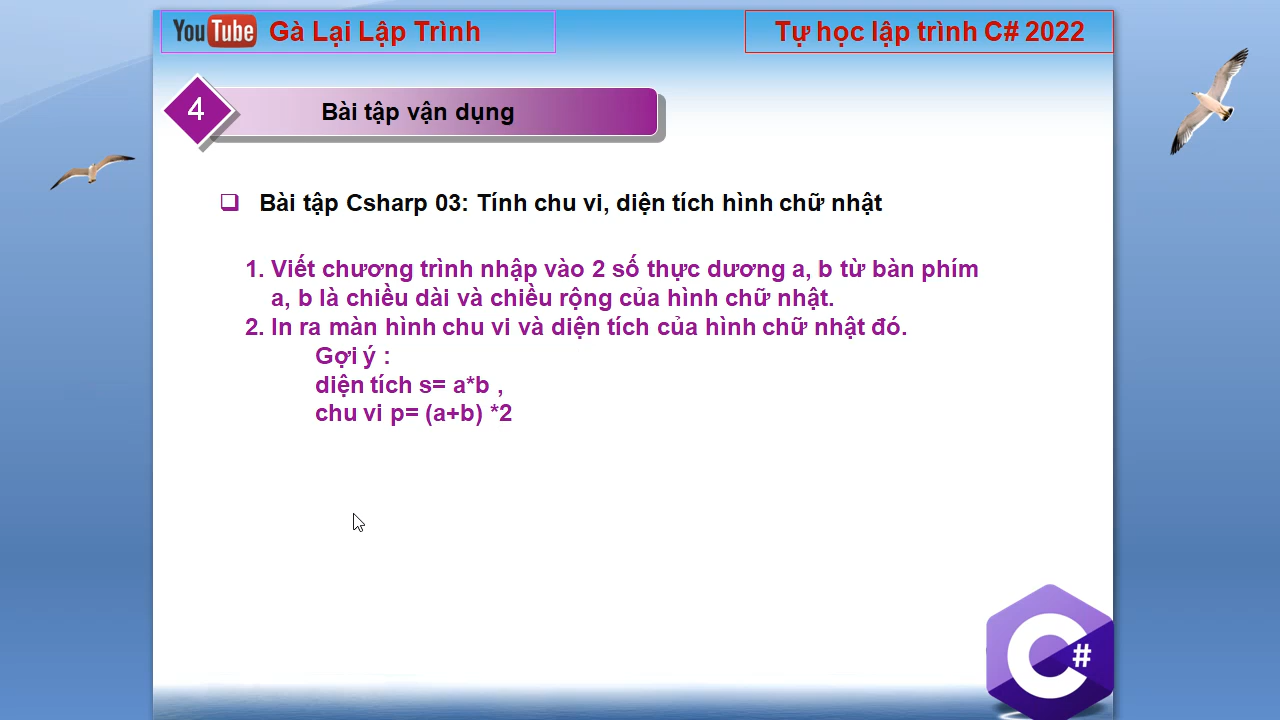 YouTube Gà Lại Lập Trình
Tự học lập trình C# 2022
4 Bài tập vận dụng
Bài tập Csharp 03: Tính chu vi, diện tích hình chữ nhật
1. Viết chương trình nhập vào 2 số thực dương a, b từ bàn phím
a, b là chiều dài và chiều rộng của hình chữ nhật.
2. In ra màn hình chu vi và diện tích của hình chữ nhật đó.
Gợi ý :
diện tích s= a*b ,
chu vi p= (a+b) *2
C#